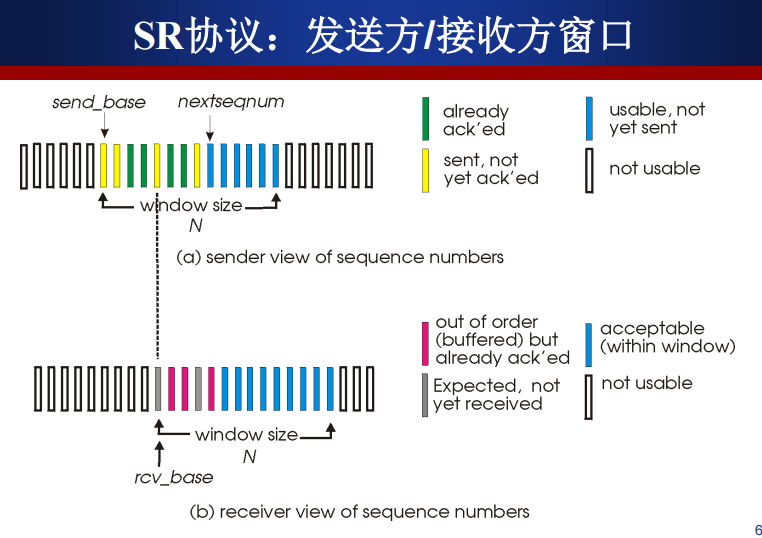 SR协议：发送方/接收方窗口
send_base
nextseqnum
already
ack'ed
usable, not
yet sent
sent, not
yet ack'ed
not usable
window size
N
(a) sender view of sequence numbers
out of order
(buffered) but
already ack'ed
acceptable
(within window)
Expected, not
yet received
not usable
window size
N
rcv_base
(b) receiver view of sequence numbers
6